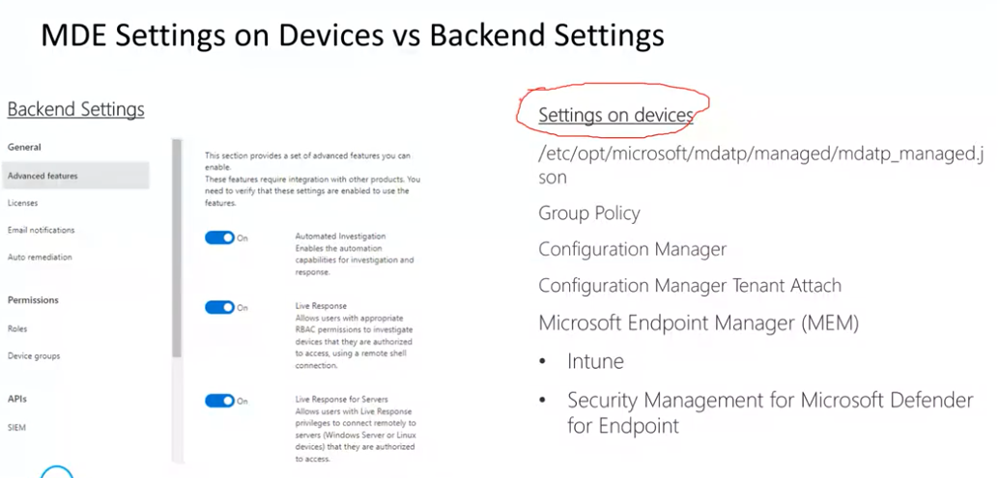 MDE Settings on Devices vs Backend Settings
Backend Settings
General
Advanced features
Licenses
Email notifications
Auto remediation
Permissions
Roles
Device groups
APIs
SIEM
This section provides a set of advanced features you can
enable.
These features require integration with other products. You
need to verify that these settings are enabled to use the
features.
On
Automated Investigation
Enables the automation
capabilities for investigation and
response.
On
Live Response
Allows users with appropriate
RBAC permissions to investigate
devices that they are authorized
to access, using a remote shell
connection.
On
Live Response for Servers
Allows users with Live Response
privileges to connect remotely to
servers (Windows Server or Linux
devices) that they are authorized
to access.
Settings on devices
/etc/opt/microsoft/mdatp/managed/mdatp_managed.j
son
Group Policy
Configuration Manager
Configuration Manager Tenant Attach
Microsoft Endpoint Manager (MEM)
• Intune
• Security Management for Microsoft Defender
for Endpoint